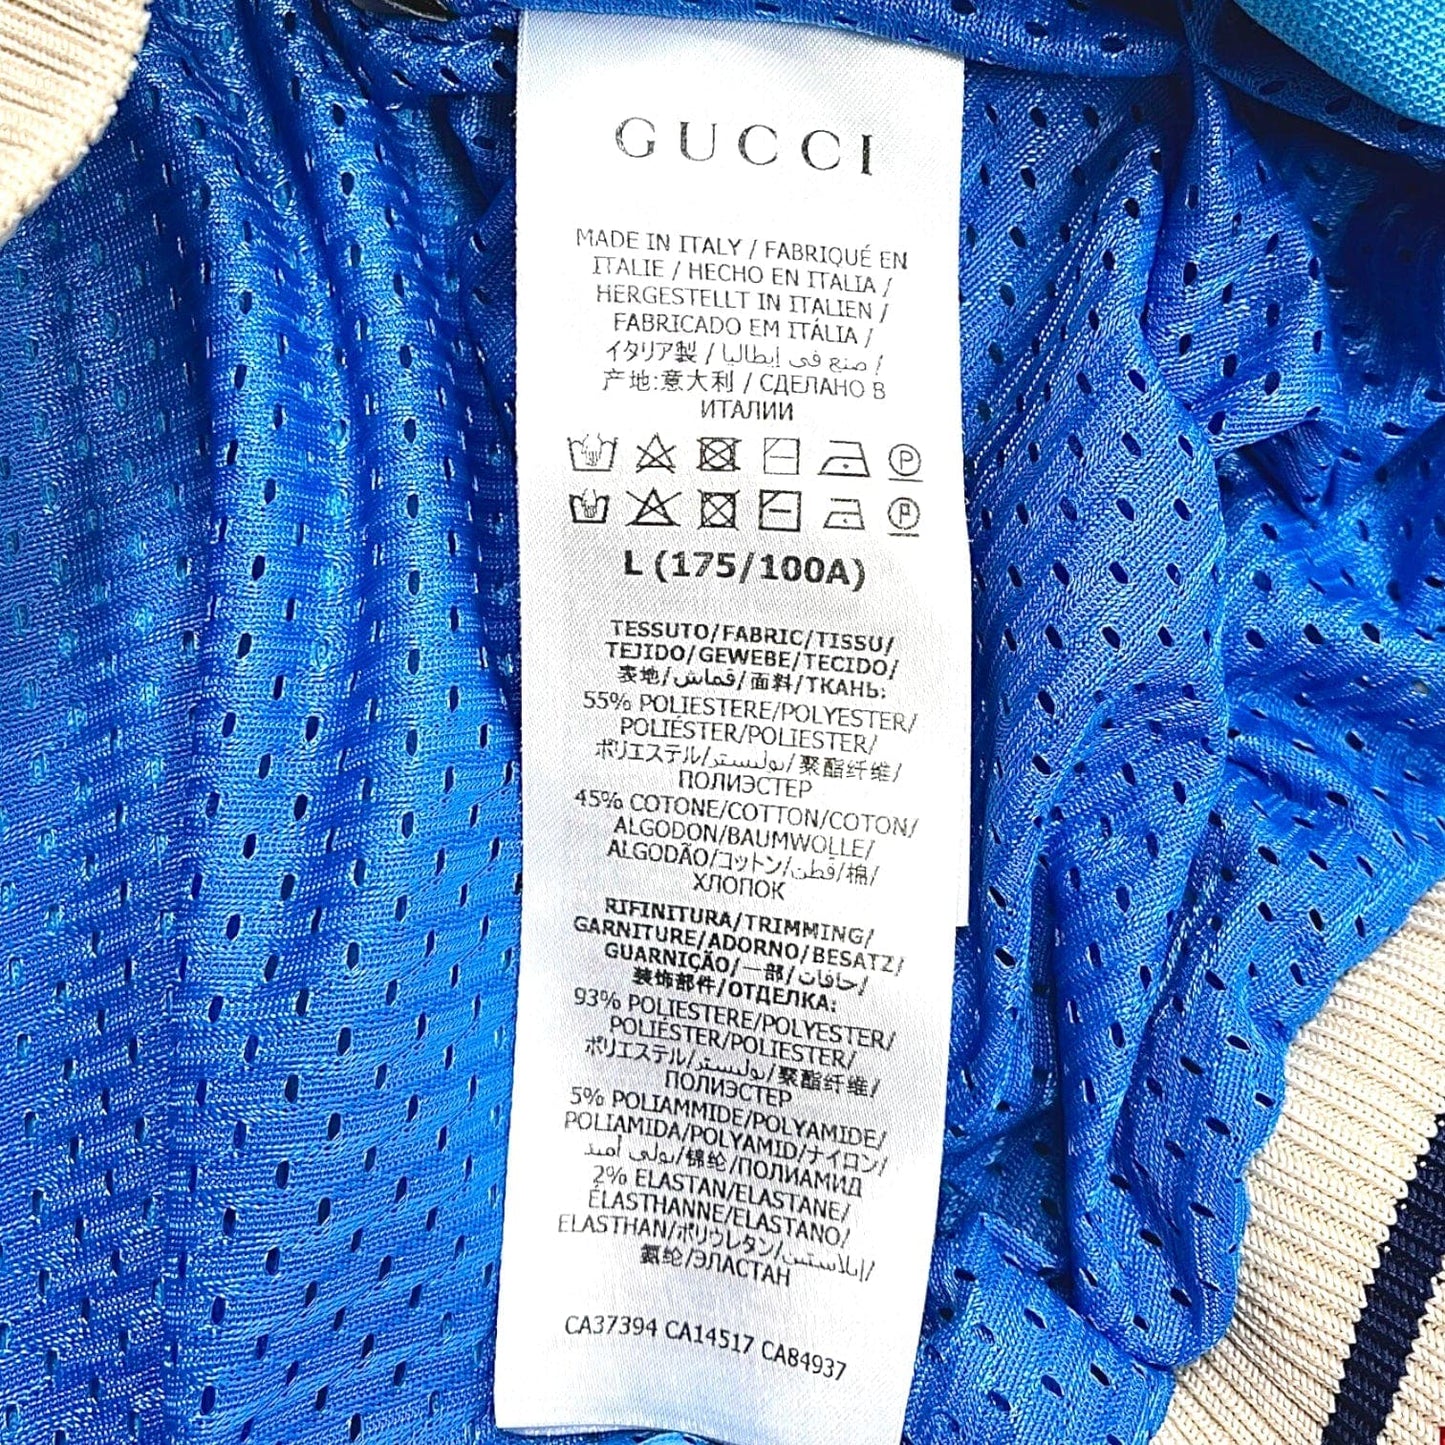 GUCCI
MADE IN ITALY / FABRIQUÉ EN
ITALIE / HECHO EN ITALIA /
HERGESTELLT IN ITALIEN /
FABRICADO EM ITÁLIA /
イタリア製 / صنع في إيطاليا /
产地:意大利 / СДЕЛАНО В
ИТАЛИИ
P
P
L (175/100A)
TESSUTO/FABRIC/TISSU/
TEJIDO/GEWEBE/TECIDO/
表地/قماش/面料/ТКАНЬ:
55% POLIESTERE/POLYESTER/
POLIÉSTER/POLIESTER/
ポリエステル/بوليستر/聚酯纤维/
ПОЛИЭСТЕР
45% COTONE/COTTON/COTON/
ALGODON/BAUMWOLLE/
ALGODÃO/コットン/قطن/棉/
ХЛОПОК
RIFINITURA/TRIMMING/
GARNITURE/ADORNO/BESATZ/
GUARNIÇÃO/一部/حافات/
装饰部件/ОТДЕЛКА:
93% POLIESTERE/POLYESTER/
POLIÉSTER/POLIESTER/
ポリエステル/بوليستر/聚酯纤维/
ПОЛИЭСТЕР
5% POLIAMMIDE/POLYAMIDE/
POLIAMIDA/POLYAMID/ナイロン/
بولي أميد/锦纶/ПОЛИАМИД
2% ELASTAN/ELASTANE/
ÉLASTHANNE/ELASTANO/
ELASTHAN/ポリウレタン/إيلاستين/
氨纶/ЭЛАСТАН
CA37394 CA14517 CA84937